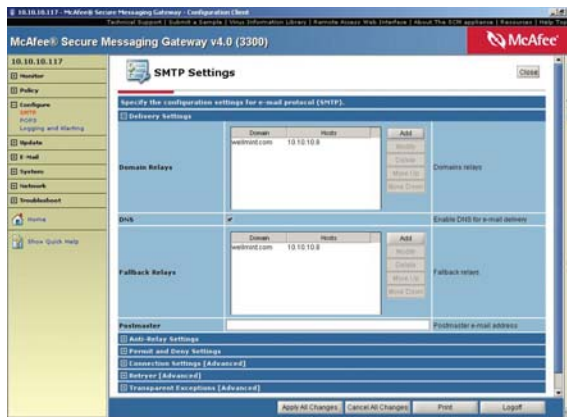 10.10.10.117 - McAfee® Secure Messaging Gateway - Configuration Client
Technical Support | Submit a Sample | Virus Information Library | Remote Access Web Interface | About The SCM appliance | Resources | Help Top
McAfee® Secure Messaging Gateway v4.0 (3300)
McAfee®
10.10.10.117
Monitor
Policy
Configure
SMTP
POP3
Logging and Alerting
Update
E-Mail
System
Network
Troubleshoot
Home
Show Quick Help
SMTP Settings
Close
Specify the configuration settings for e-mail protocol (SMTP).
Delivery Settings
Domain Relays
Domain Hosts
10.10.10.8
Add
Modify
Delete
Move Up
Move Down
Domains relays
DNS
Enable DNS for e-mail delivery
Fallback Relays
Domain Hosts
10.10.10.8
Add
Modify
Delete
Move Up
Move Down
Fallback relays
Postmaster
Postmaster e-mail address
Anti-Relay Settings
Permit and Deny Settings
Connection Settings [Advanced]
Retryer [Advanced]
Transparent Exceptions [Advanced]
Apply All Changes
Cancel All Changes
Print
Logoff